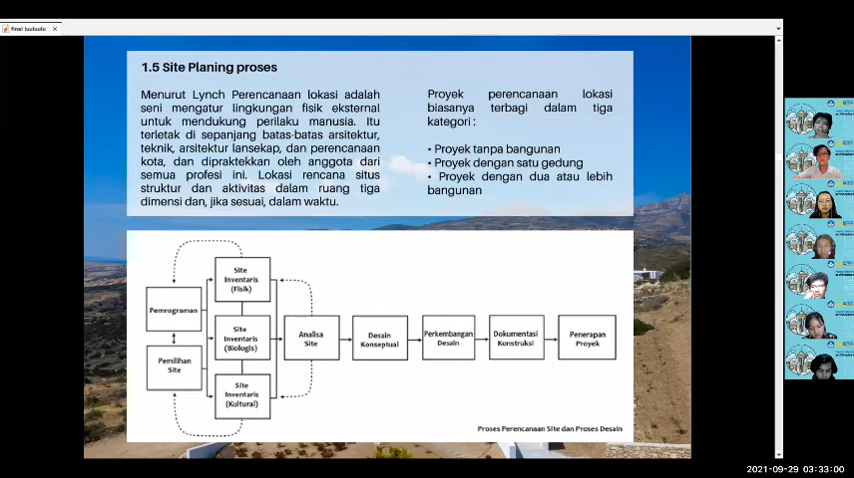 final luuluulu
1.5 Site Planing proses
Menurut Lynch Perencanaan lokasi adalah
seni mengatur lingkungan fisik eksternal
untuk mendukung perilaku manusia. Itu
terletak di sepanjang batas-batas arsitektur,
teknik, arsitektur lansekap, dan perencanaan
kota, dan dipraktekkan oleh anggota dari
semua profesi ini. Lokasi rencana situs
struktur dan aktivitas dalam ruang tiga
dimensi dan, jika sesuai, dalam waktu.
Proyek perencanaan lokasi
biasanya terbagi dalam tiga
kategori :
• Proyek tanpa bangunan
• Proyek dengan satu gedung
• Proyek dengan dua atau lebih
bangunan
Pemrograman
Pemilihan
Site
Site
Inventaris
(Fisik)
Site
Inventaris
(Biologis)
Site
Inventaris
(Kultural)
Analisa
Site
Desain
Konseptual
Perkembangan
Desain
Dokumentasi
Konstruksi
Penerapan
Proyek
Proses Perencanaan Site dan Proses Desain
2021-09-29 03:33:00